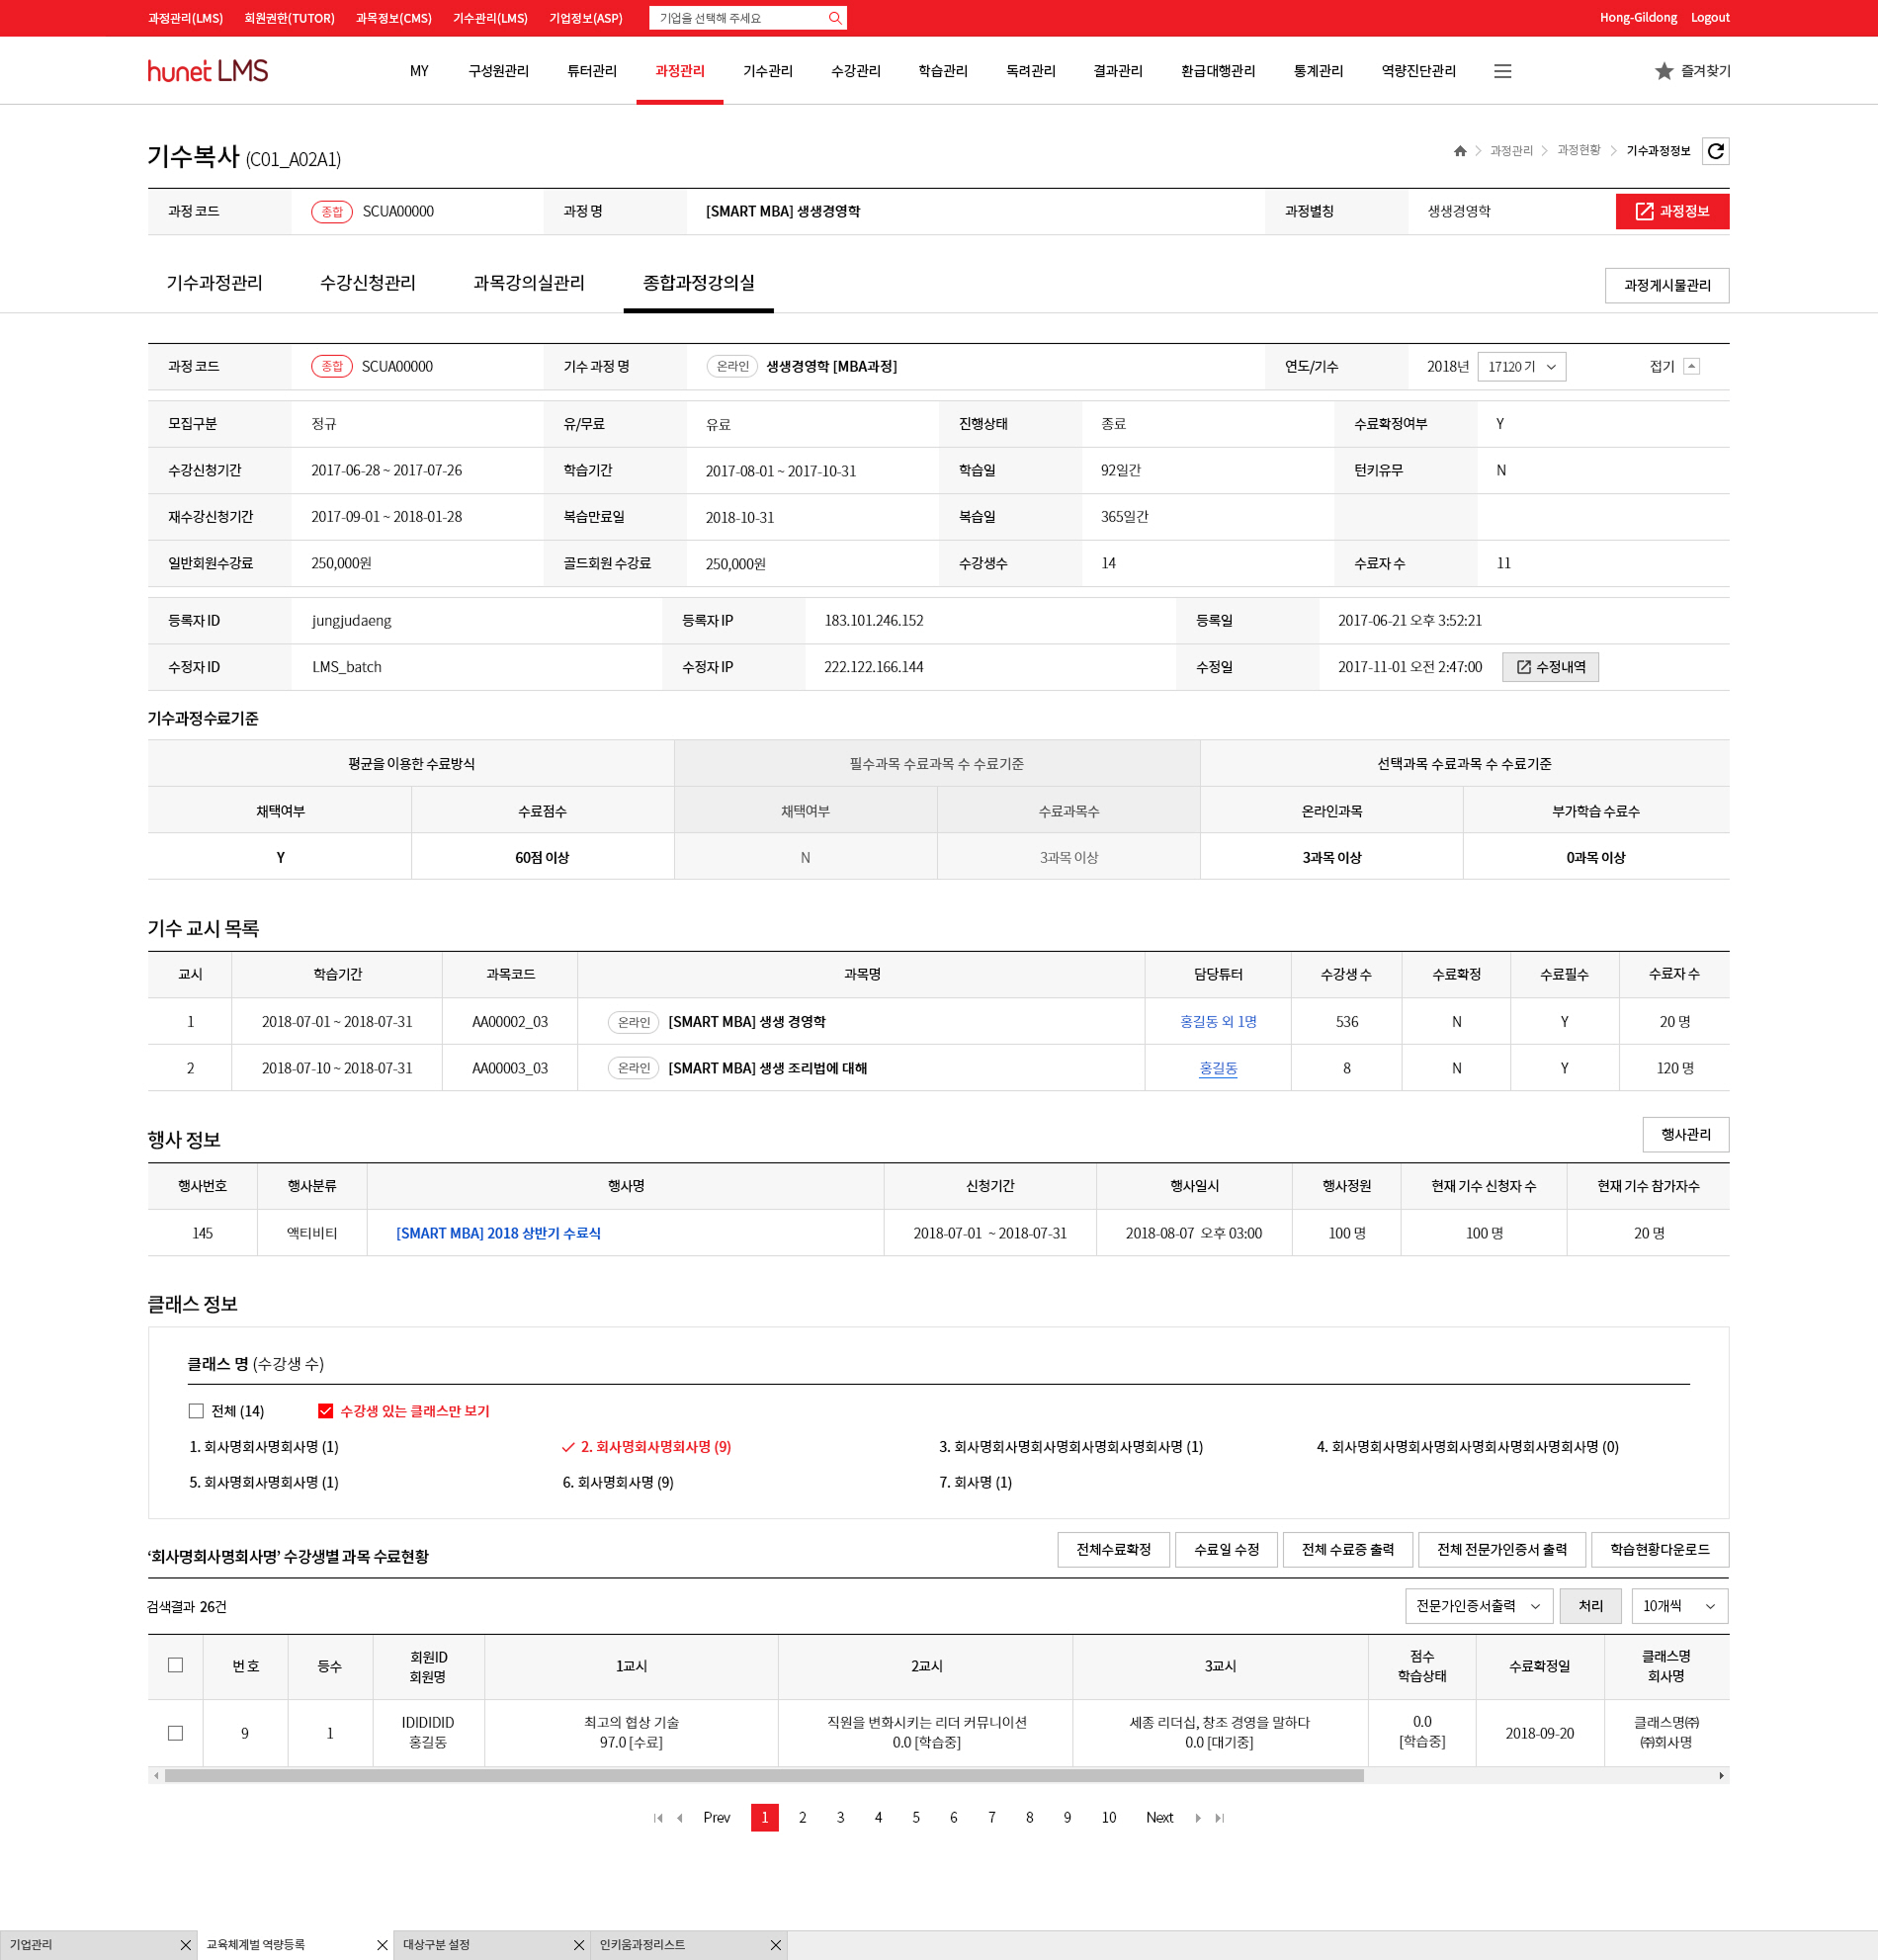 과정관리(LMS) 회원권한(TUTOR) 과목정보(CMS) 기수관리(LMS) 기업정보(ASP) 기업을 선택해 주세요 Hong-Gildong Logout
hunet LMS MY 구성원관리 튜터관리 과정관리 기수관리 수강관리 학습관리 독려관리 결과관리 환급대행관리 통계관리 역량진단관리 즐겨찾기
기수복사 (C01_A02A1) 과정관리 과정현황 기수과정정보
과정 코드 종합 SCUA00000 과정 명 [SMART MBA] 생생경영학 과정별칭 생생경영학 과정정보
기수과정관리 수강신청관리 과목강의실관리 종합과정강의실 과정게시물관리
과정 코드 종합 SCUA00000 기수 과정 명 온라인 생생경영학 [MBA과정] 연도/기수 2018년 17120 기 접기
모집구분 정규 유/무료 유료 진행상태 종료 수료확정여부 Y
수강신청기간 2017-06-28 ~ 2017-07-26 학습기간 2017-08-01 ~ 2017-10-31 학습일 92일간 턴키유무 N
재수강신청기간 2017-09-01 ~ 2018-01-28 복습만료일 2018-10-31 복습일 365일간
일반회원수강료 250,000원 골드회원 수강료 250,000원 수강생수 14 수료자 수 11
등록자 ID jungjudaeng 등록자 IP 183.101.246.152 등록일 2017-06-21 오후 3:52:21
수정자 ID LMS_batch 수정자 IP 222.122.166.144 수정일 2017-11-01 오전 2:47:00 수정내역
기수과정수료기준
평균을 이용한 수료방식 필수과목 수료과목 수 수료기준 선택과목 수료과목 수 수료기준
채택여부 수료점수 채택여부 수료과목수 온라인과목 부가학습 수료수
Y 60점 이상 N 3과목 이상 3과목 이상 0과목 이상
기수 교시 목록
교시 학습기간 과목코드 과목명 담당튜터 수강생 수 수료확정 수료필수 수료자 수
1 2018-07-01 ~ 2018-07-31 AA00002_03 온라인 [SMART MBA] 생생 경영학 홍길동 외 1명 536 N Y 20 명
2 2018-07-10 ~ 2018-07-31 AA00003_03 온라인 [SMART MBA] 생생 조리법에 대해 홍길동 8 N Y 120 명
행사 정보 행사관리
행사번호 행사분류 행사명 신청기간 행사일시 행사정원 현재 기수 신청자 수 현재 기수 참가자수
145 액티비티 [SMART MBA] 2018 상반기 수료식 2018-07-01 ~ 2018-07-31 2018-08-07 오후 03:00 100 명 100 명 20 명
클래스 정보
클래스 명 (수강생 수)
전체 (14) 수강생 있는 클래스만 보기
1. 회사명회사명회사명 (1) 2. 회사명회사명회사명 (9) 3. 회사명회사명회사명회사명회사명회사명 (1) 4. 회사명회사명회사명회사명회사명회사명회사명 (0)
5. 회사명회사명회사명 (1) 6. 회사명회사명 (9) 7. 회사명 (1)
‘회사명회사명회사명’ 수강생별 과목 수료현황 전체수료확정 수료일 수정 전체 수료증 출력 전체 전문가인증서 출력 학습현황다운로드
검색결과 26건 전문가인증서출력 처리 10개씩
번 호 등수 회원ID 1교시 2교시 3교시 점수 수료확정일 클래스명
회원명 학습상태 회사명
9 1 IDIDIDID 최고의 협상 기술 직원을 변화시키는 리더 커뮤니이션 세종 리더십, 창조 경영을 말하다 0.0 2018-09-20 클래스명㈜
홍길동 97.0 [수료] 0.0 [학습중] 0.0 [대기중] [학습중] ㈜회사명
Prev 1 2 3 4 5 6 7 8 9 10 Next
기업관리 교육체계별 역량등록 대상구분 설정 인키움과정리스트